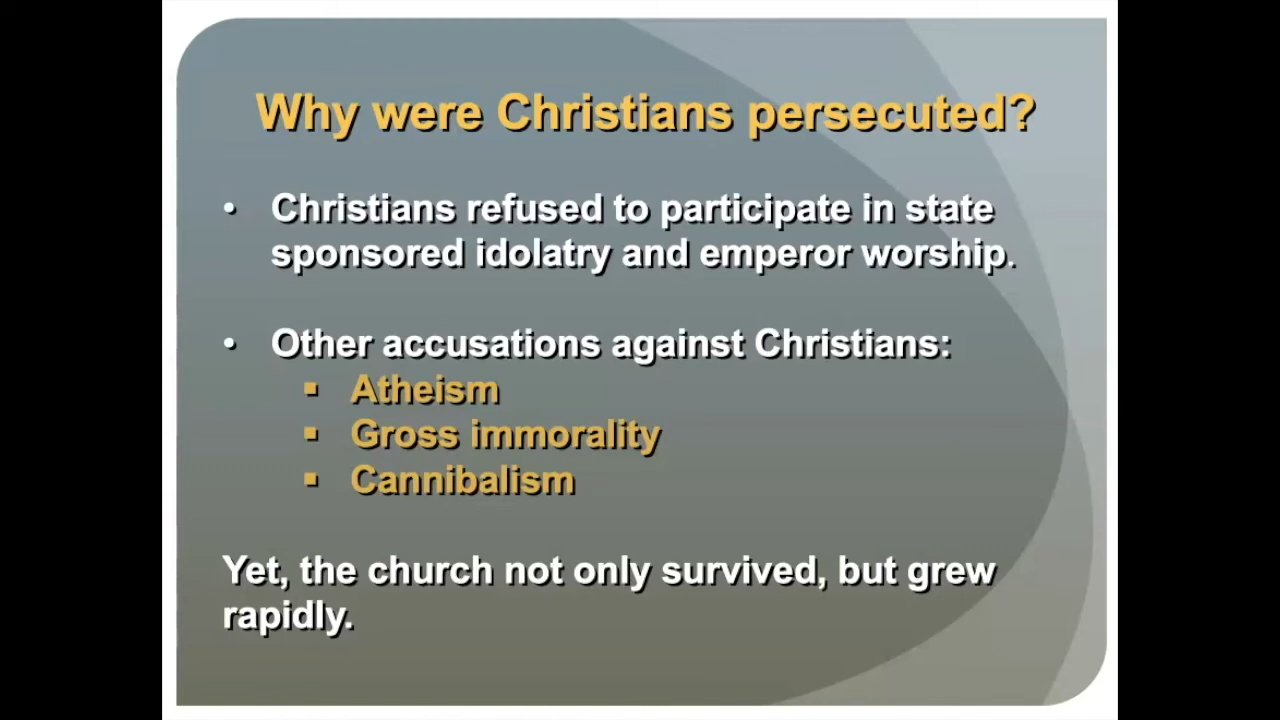 Why were Christians persecuted?
• Christians refused to participate in state
sponsored idolatry and emperor worship.
• Other accusations against Christians:
▪ Atheism
▪ Gross immorality
▪ Cannibalism
Yet, the church not only survived, but grew
rapidly.